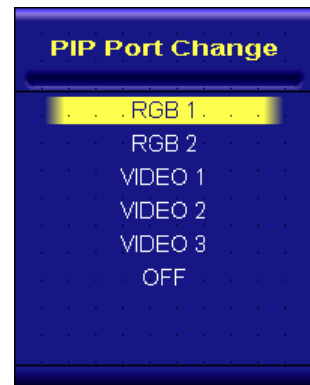 PIP Port Change
RGB 1
RGB 2
VIDEO 1
VIDEO 2
VIDEO 3
OFF